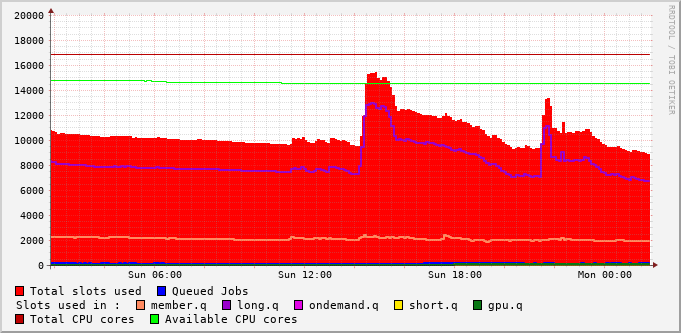 RRDTOOL / TOBI OETIKER
20000
18000
16000
14000
12000
10000
8000
6000
4000
2000
0
Sun 06:00 Sun 12:00 Sun 18:00 Mon 00:00
Total slots used Queued Jobs
Slots used in : member.q long.q ondemand.q short.q gpu.q
Total CPU cores Available CPU cores